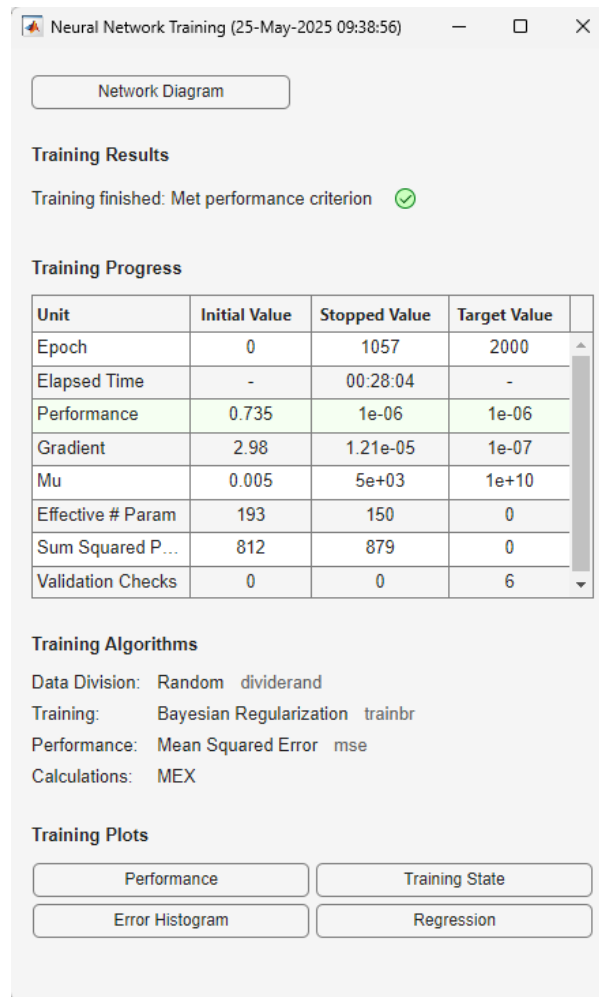 Neural Network Training (25-May-2025 09:38:56)
Network Diagram
Training Results
Training finished: Met performance criterion
Training Progress
Unit Initial Value Stopped Value Target Value
Epoch 0 1057 2000
Elapsed Time - 00:28:04 -
Performance 0.735 1e-06 1e-06
Gradient 2.98 1.21e-05 1e-07
Mu 0.005 5e+03 1e+10
Effective # Param 193 150 0
Sum Squared P... 812 879 0
Validation Checks 0 0 6
Training Algorithms
Data Division: Random dividerand
Training: Bayesian Regularization trainbr
Performance: Mean Squared Error mse
Calculations: MEX
Training Plots
Performance Training State
Error Histogram Regression